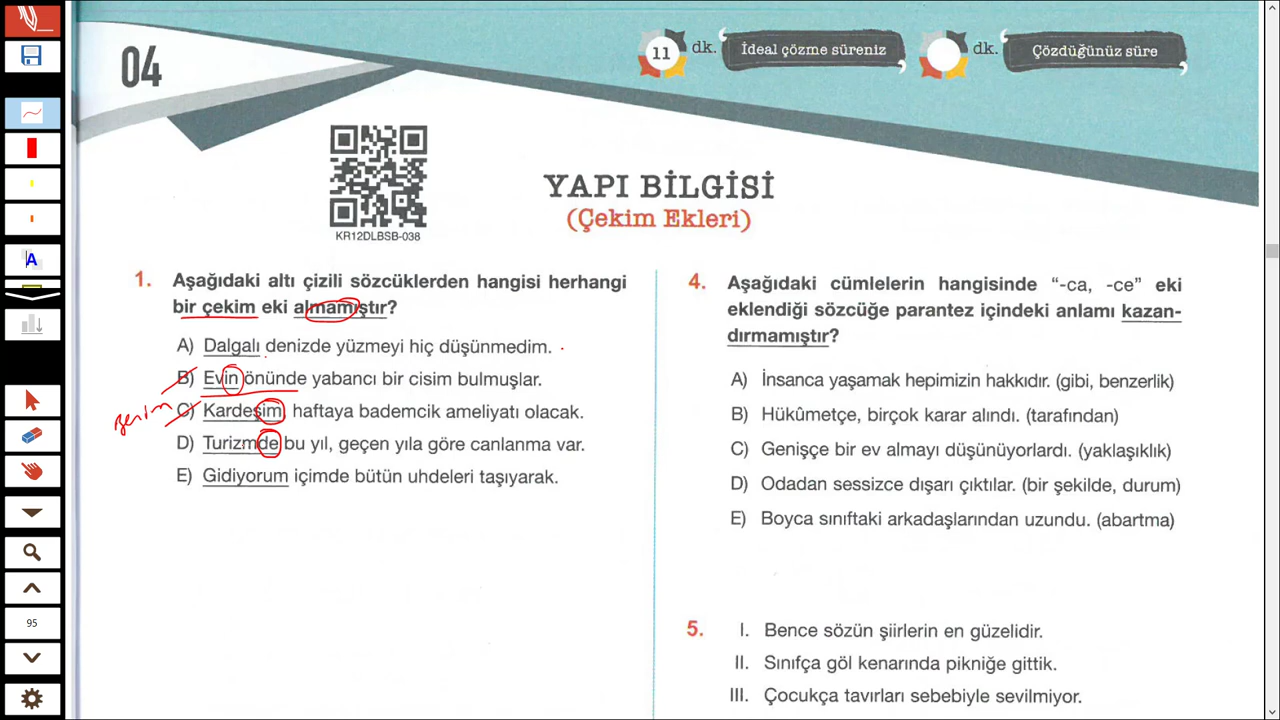 04
11 dk. İdeal çözme süreniz
dk. Çözdüğünüz süre
KR12DLBSB-038
YAPI BİLGİSİ
(Çekim Ekleri)
1. Aşağıdaki altı çizili sözcüklerden hangisi herhangi
bir çekim eki almamıştır?
A) Dalgalı denizde yüzmeyi hiç düşünmedim.
B) Evin önünde yabancı bir cisim bulmuşlar.
Benim
C) Kardeşim, haftaya bademcik ameliyatı olacak.
D) Turizmde bu yıl, geçen yıla göre canlanma var.
E) Gidiyorum içimde bütün uhdeleri taşıyarak.
4. Aşağıdaki cümlelerin hangisinde “-ca, -ce” eki
eklendiği sözcüğe parantez içindeki anlamı kazan-
dırmamıştır?
A) İnsanca yaşamak hepimizin hakkıdır. (gibi, benzerlik)
B) Hükûmetçe, birçok karar alındı. (tarafından)
C) Genişçe bir ev almayı düşünüyorlardı. (yaklaşıklık)
D) Odadan sessizce dışarı çıktılar. (bir şekilde, durum)
E) Boyca sınıftaki arkadaşlarından uzundu. (abartma)
5. I. Bence sözün şiirlerin en güzelidir.
II. Sınıfça göl kenarında pikniğe gittik.
III. Çocukça tavırları sebebiyle sevilmiyor.
A
95